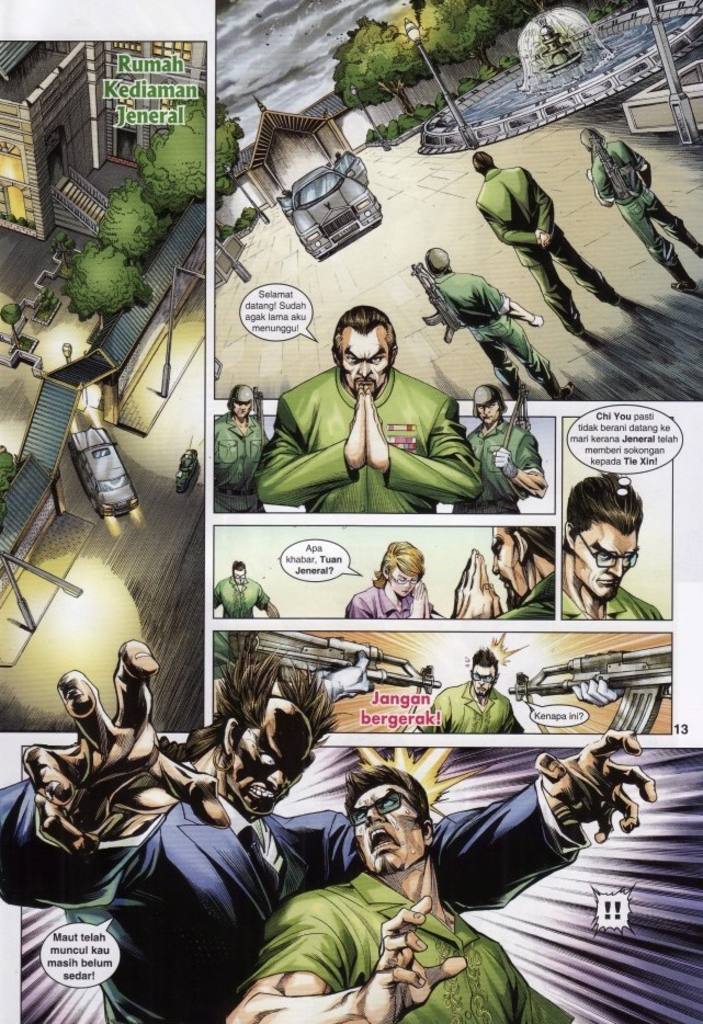 Rumah
Kediaman
Jeneral
Selamat
datang! Sudah
agak lama aku
menunggu!
Chi You pasti
tidak berani datang ke
mari kerana Jeneral telah
memberi sokongan
kepada Tie Xin!
Apa
khabar, Tuan
Jeneral?
Jangan
bergerak!
Kenapa ini?
13
!!
Maut telah
muncul kau
masih belum
sedar!